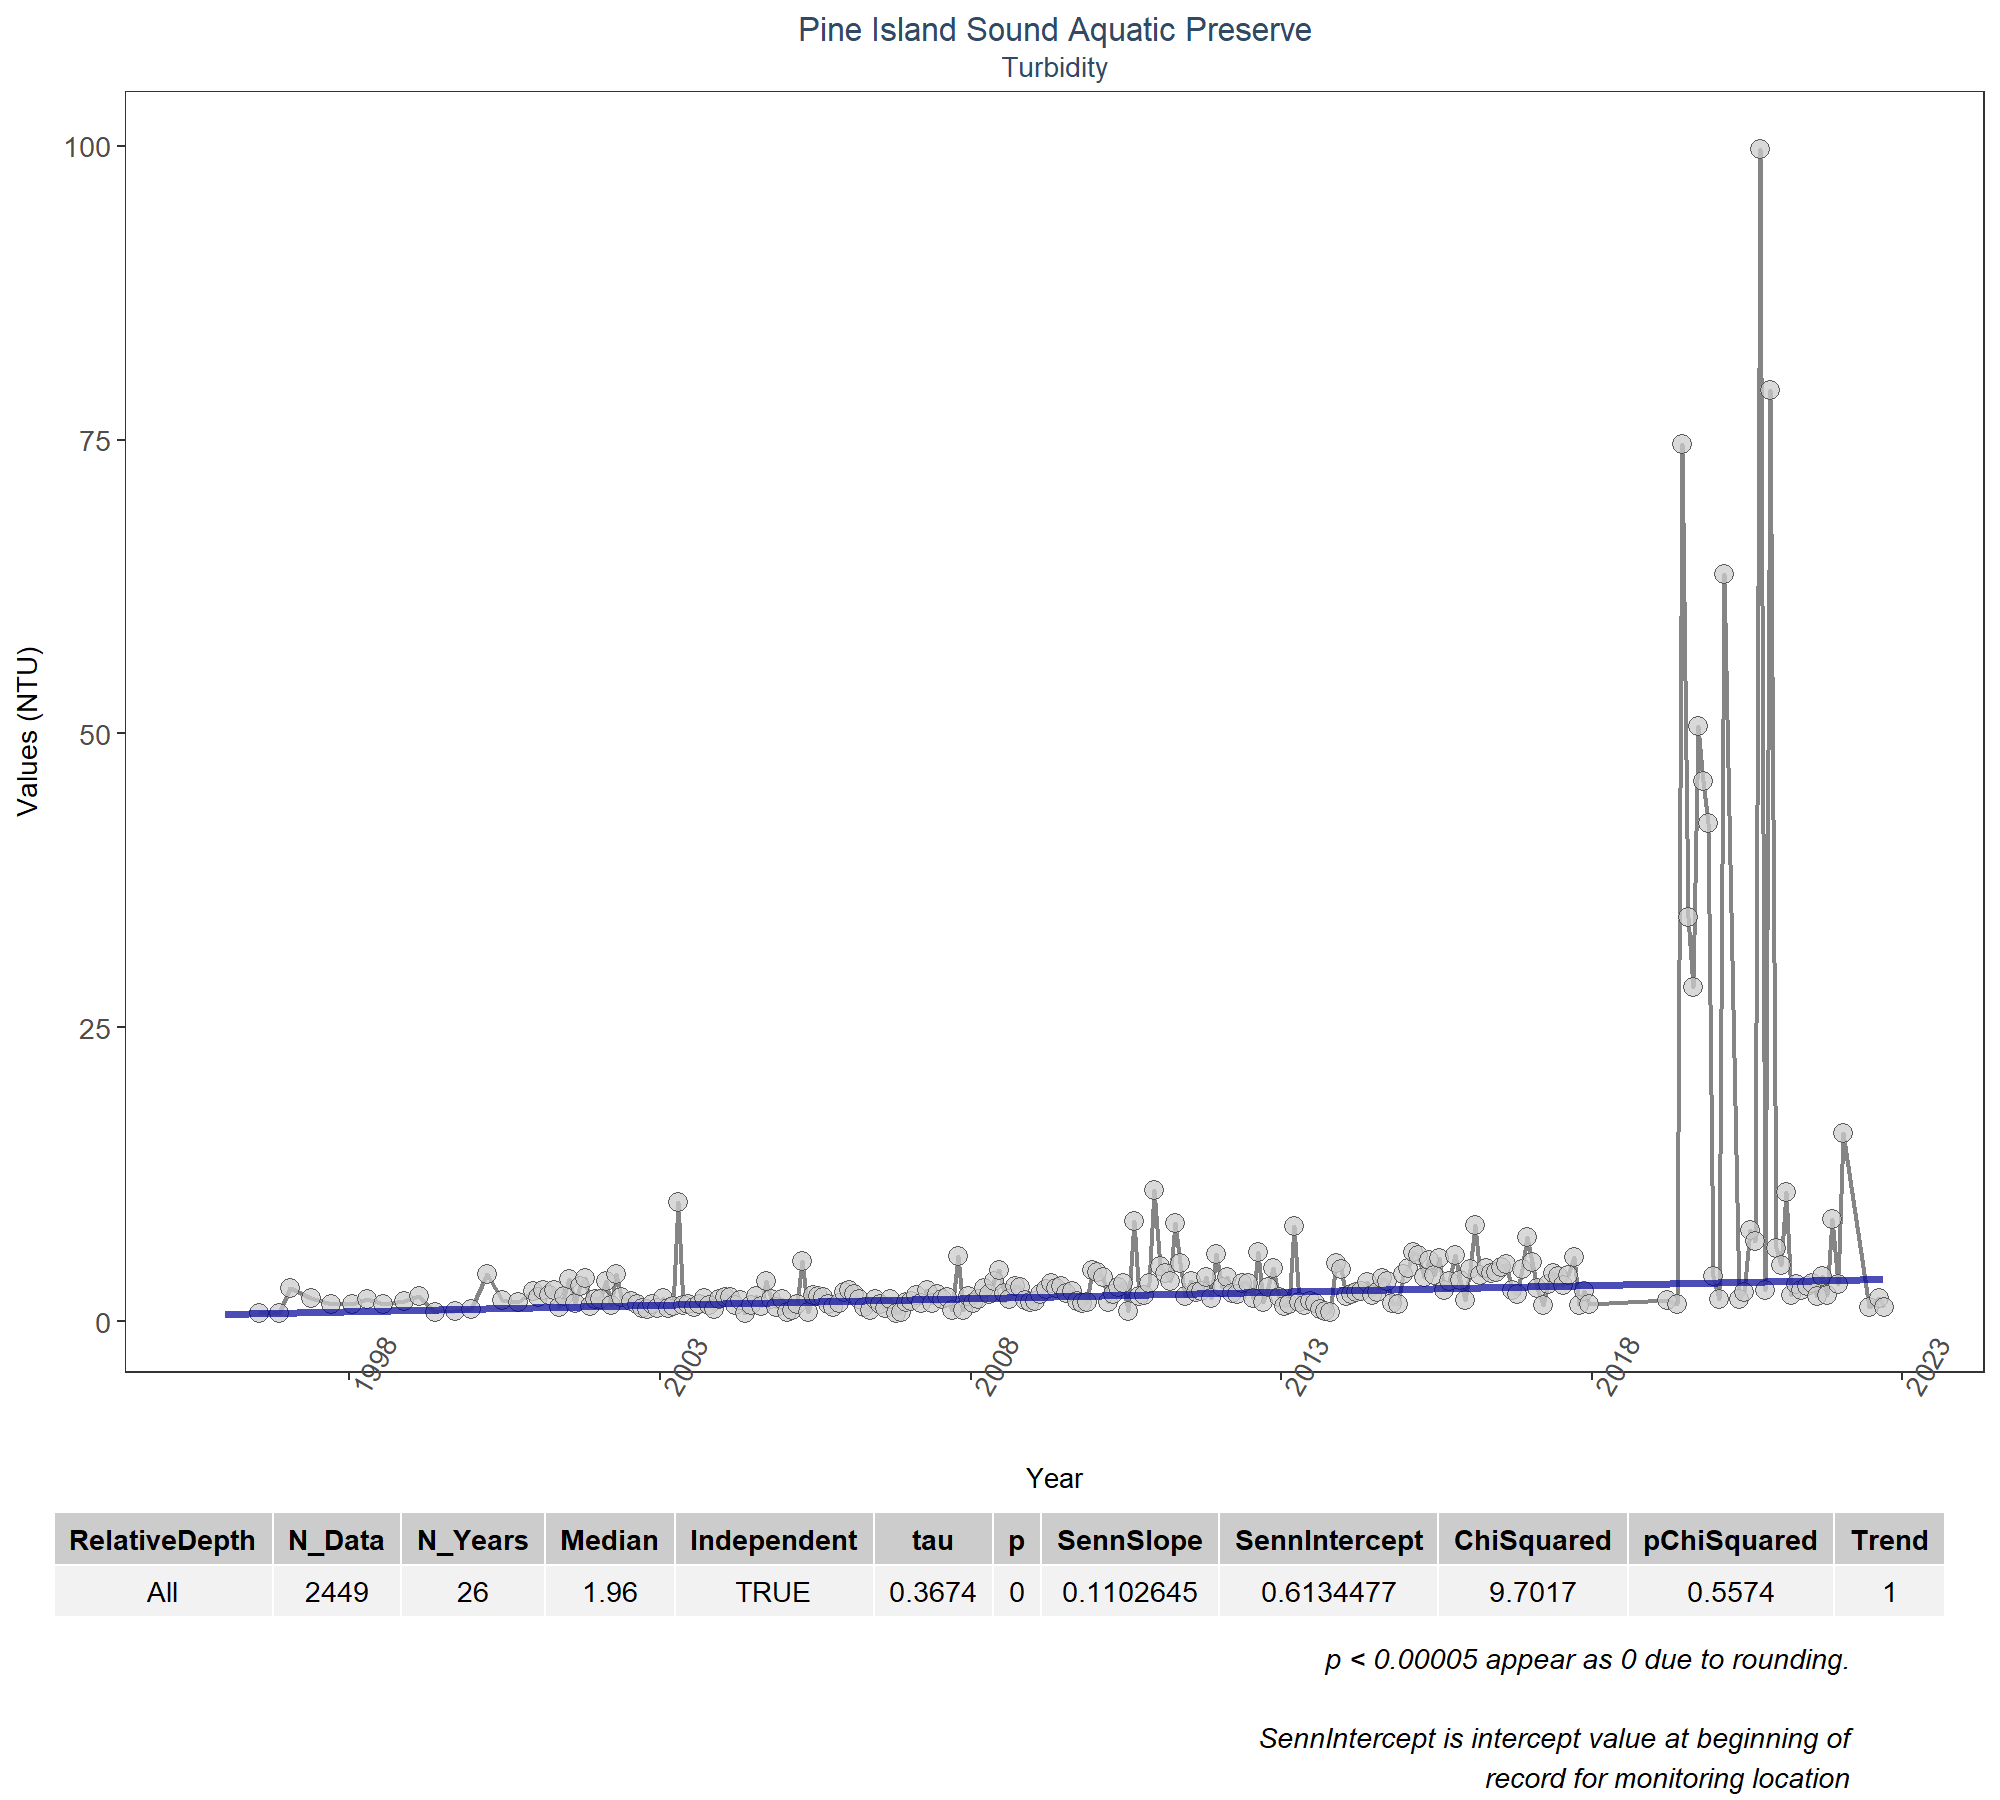 Pine Island Sound Aquatic Preserve
Turbidity
100
75
50
25
0
Values (NTU)
1998
2003
2008
2013
2018
2023
Year
RelativeDepth N_Data N_Years Median Independent tau p SennSlope SennIntercept ChiSquared pChiSquared Trend
All 2449 26 1.96 TRUE 0.3674 0 0.1102645 0.6134477 9.7017 0.5574 1
p < 0.00005 appear as 0 due to rounding.
SennIntercept is intercept value at beginning of
record for monitoring location